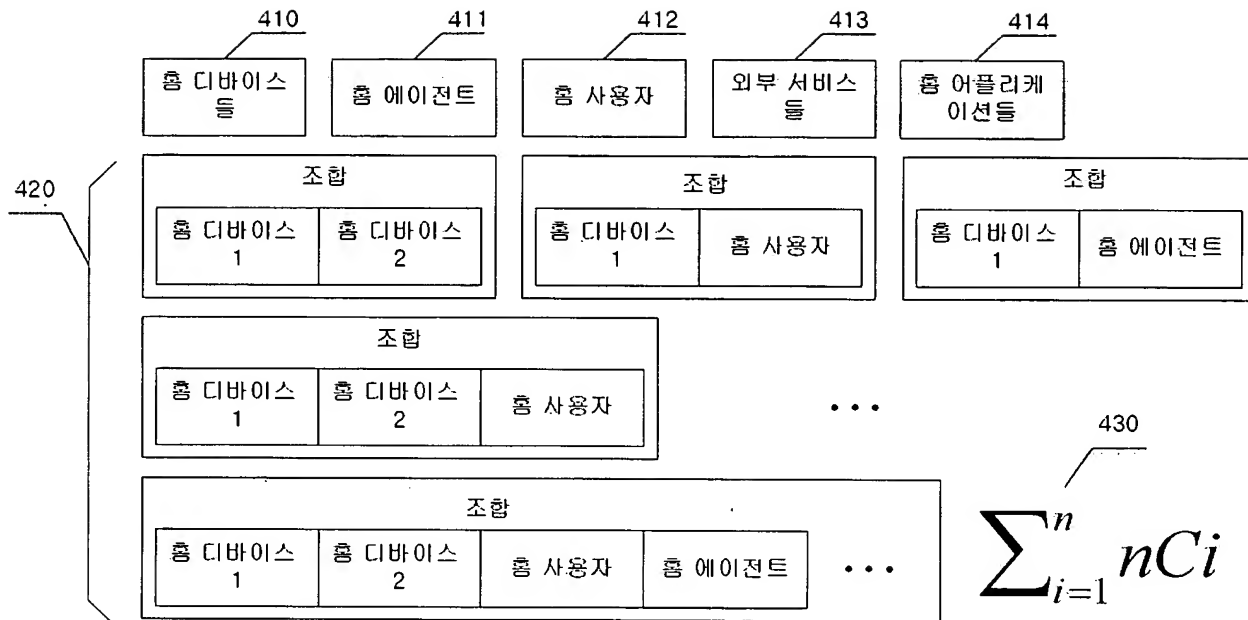 410 411 412 413 414
홈 디바이스
들
홈 에이전트
홈 사용자
외부 서비스
들
홈 어플리케
이션들
420
조합
홈 디바이스
1
홈 디바이스
2
조합
홈 디바이스
1
홈 사용자
조합
홈 디바이스
1
홈 에이전트
조합
홈 디바이스
1
홈 디바이스
2
홈 사용자
• • •
430
조합
홈 디바이스
1
홈 디바이스
2
홈 사용자
홈 에이전트
• • •
∑ⁿᵢ₌₁ nCi